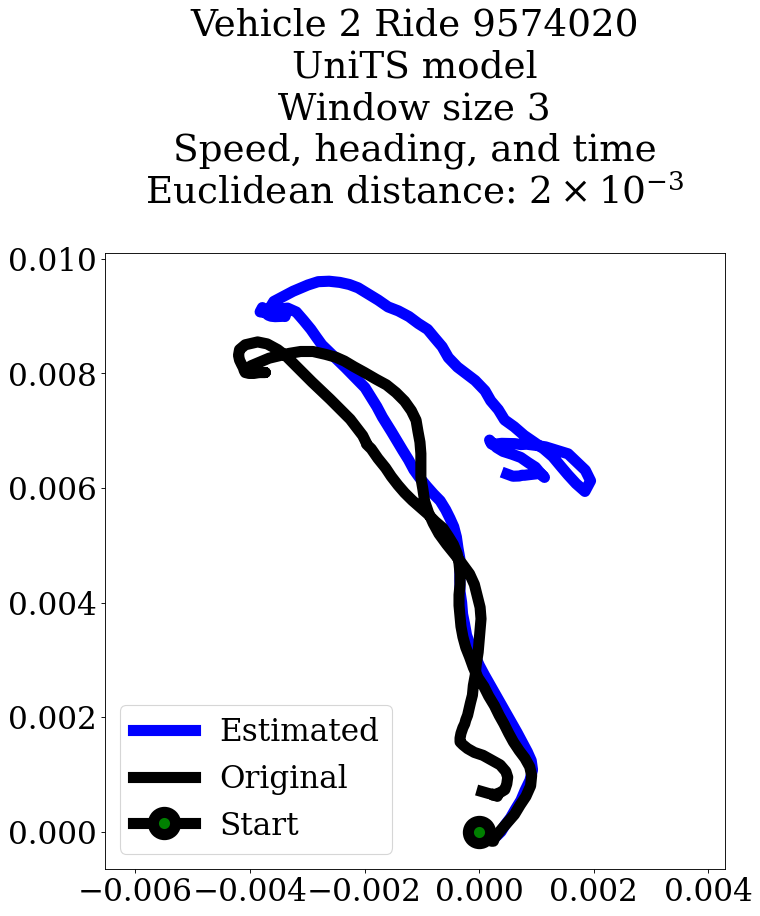 Vehicle 2 Ride 9574020
UniTS model
Window size 3
Speed, heading, and time
Euclidean distance: 2 × 10⁻³
0.010
0.008
0.006
0.004
0.002
0.000
Estimated
Original
Start
−0.006 −0.004 −0.002 0.000 0.002 0.004